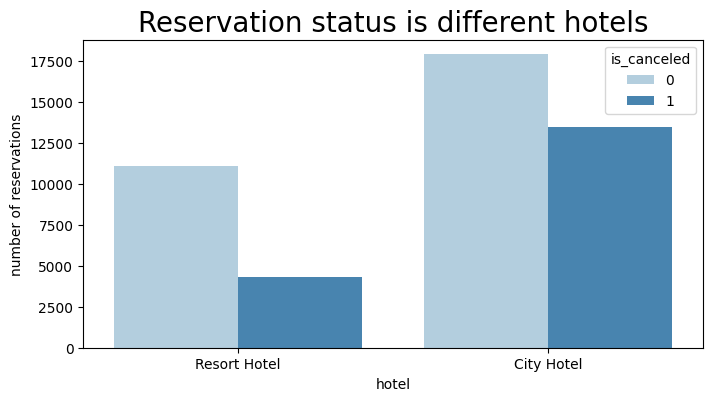 Reservation status is different hotels
is_canceled
0
1
17500
15000
12500
10000
7500
5000
2500
0
number of reservations
Resort Hotel
City Hotel
hotel